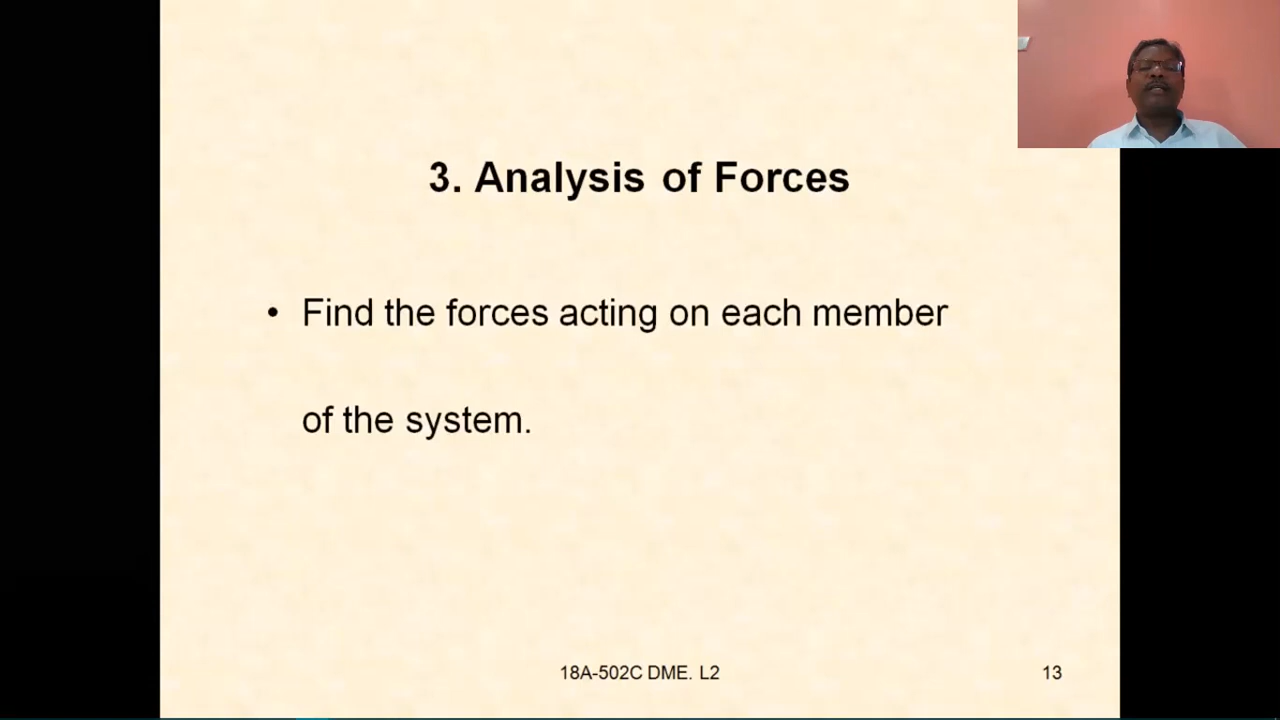 3. Analysis of Forces
• Find the forces acting on each member
of the system.
18A-502C DME. L2
13